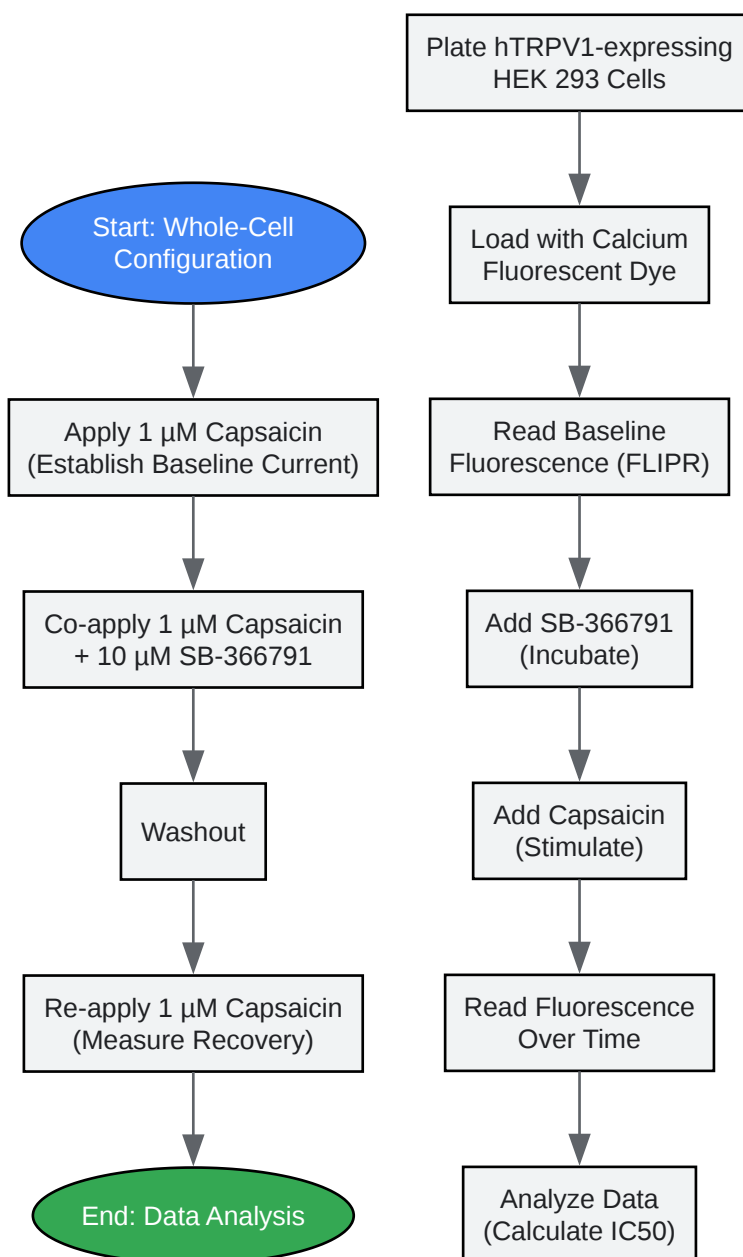 Start: Whole-Cell
Configuration
Apply 1 µM Capsaicin
(Establish Baseline Current)
Co-apply 1 µM Capsaicin
+ 10 µM SB-366791
Washout
Re-apply 1 µM Capsaicin
(Measure Recovery)
End: Data Analysis
Plate hTRPV1-expressing
HEK 293 Cells
Load with Calcium
Fluorescent Dye
Read Baseline
Fluorescence (FLIPR)
Add SB-366791
(Incubate)
Add Capsaicin
(Stimulate)
Read Fluorescence
Over Time
Analyze Data
(Calculate IC50)